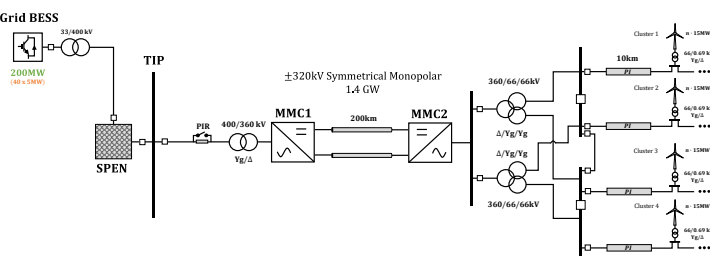 Grid BESS
33/400 kV
200MW
(40 x 5MW)
SPEN
TIP
PIR
400/360 kV
Yg/Δ
MMC1
±320kV Symmetrical Monopolar
1.4 GW
200km
MMC2
360/66/66kV
Δ/Yg/Yg
Δ/Yg/Yg
360/66/66kV
10km
Cluster 1
n · 15MW
66/0.69 kV
Yg/Δ
PI
Cluster 2
n · 15MW
66/0.69 k
Yg/Δ
PI
Cluster 3
n · 15MW
66/0.69 k
Yg/Δ
PI
Cluster 4
n · 15MW
66/0.69 k
Yg/Δ
PI